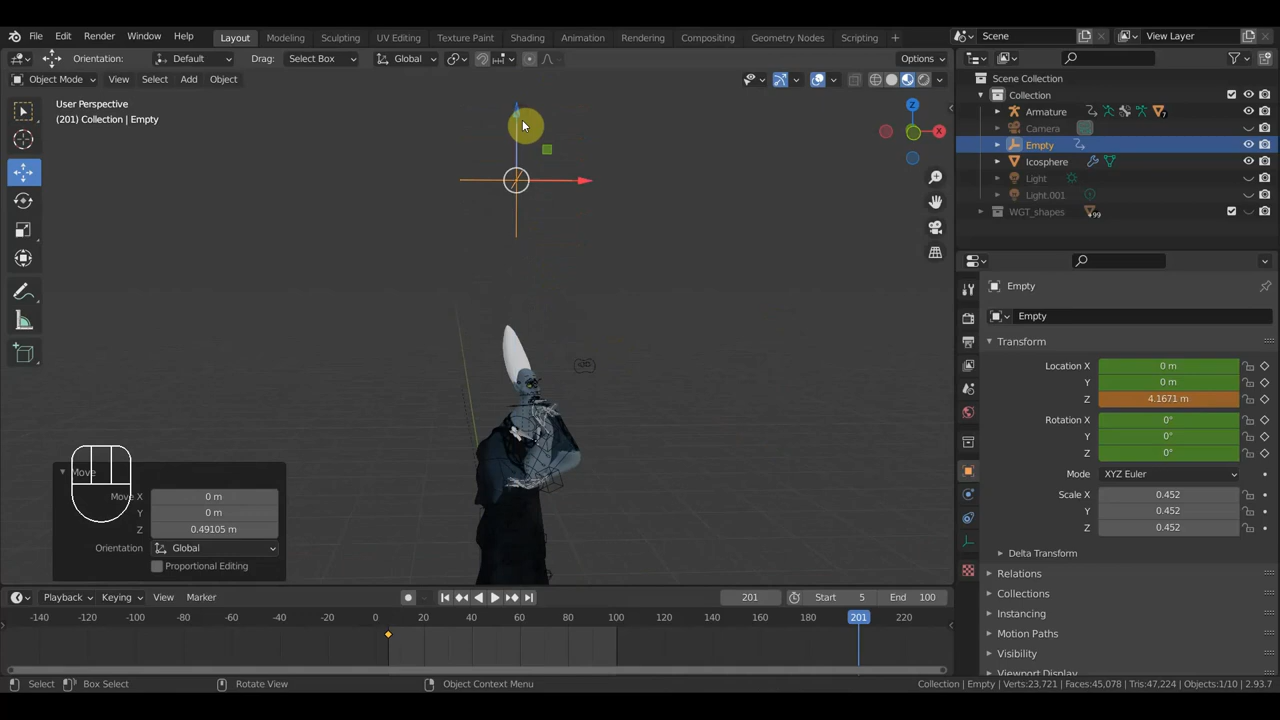 File Edit Render Window Help Layout Modeling Sculpting UV Editing Texture Paint Shading Animation Rendering Compositing Geometry Nodes Scripting + Scene View Layer
Orientation: Default Drag: Select Box Global Options
Object Mode View Select Add Object
User Perspective
(201) Collection | Empty
Z
X
Scene Collection
Collection
Armature 7
Camera
Empty
Icosphere
Light
Light.001
WGT_shapes 99
Empty
Empty
Transform
Location X 0 m
Y 0 m
Z 4.1671 m
Rotation X 0°
Y 0°
Z 0°
Mode XYZ Euler
Scale X 0.452
Y 0.452
Z 0.452
Delta Transform
Relations
Collections
Instancing
Motion Paths
Visibility
Viewport Display
Move
Move X 0 m
Y 0 m
Z 0.49105 m
Orientation Global
Proportional Editing
Playback Keying View Marker 201 Start 5 End 100
-140 -120 -100 -80 -60 -40 -20 0 20 40 60 80 100 120 140 160 180 201 220
Select Box Select Rotate View Object Context Menu Collection | Empty | Verts:23,721 | Faces:45,078 | Tris:47,224 | Objects:1/10 | 2.93.7